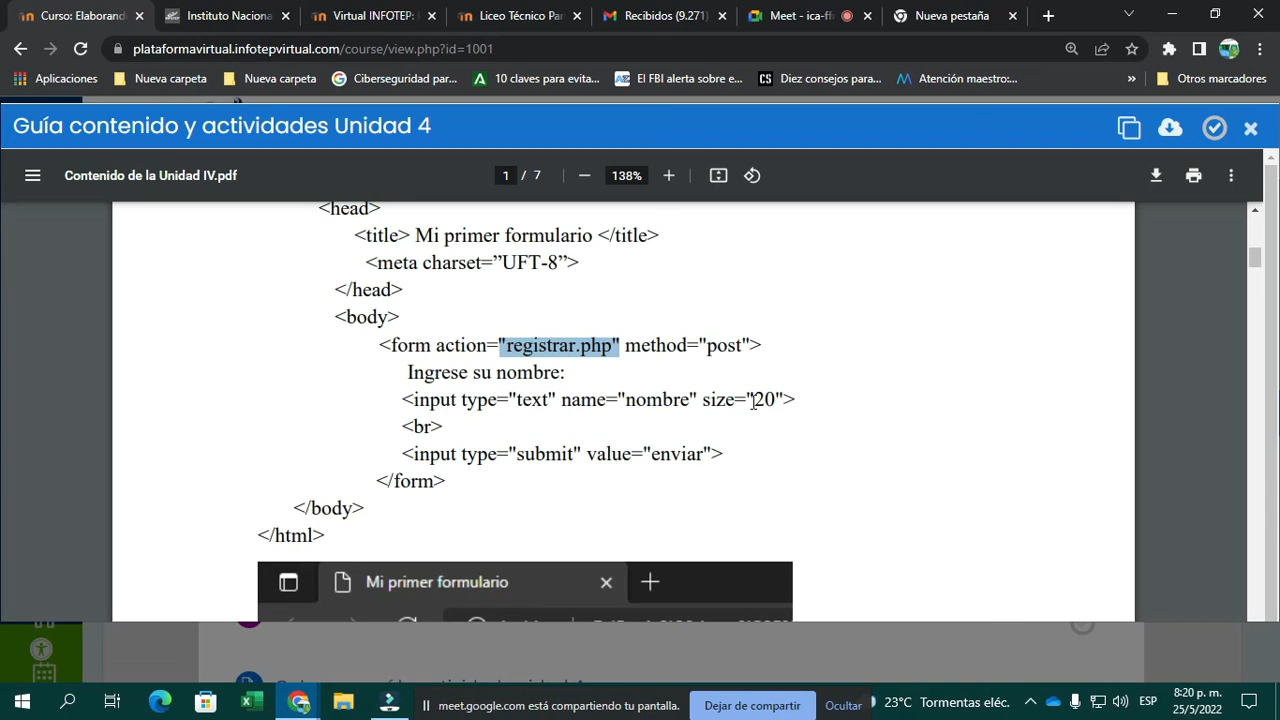 Curso: Elaborand
Instituto Naciona
Virtual INFOTEP:
Liceo Técnico Par
Recibidos (9.271)
Meet - ica-ff
Nueva pestaña
plataformavirtual.infotepvirtual.com/course/view.php?id=1001
Aplicaciones
Nueva carpeta
Nueva carpeta
Ciberseguridad par...
10 claves para evita...
El FBI alerta sobre e...
Diez consejos para...
Atención maestro:...
»
Otros marcadores
Guía contenido y actividades Unidad 4
Contenido de la Unidad IV.pdf
1 / 7
138%
<head>
<title> Mi primer formulario </title>
<meta charset=”UFT-8”>
</head>
<body>
<form action="registrar.php" method="post">
Ingrese su nombre:
<input type="text" name="nombre" size="20">
<br>
<input type="submit" value="enviar">
</form>
</body>
</html>
Mi primer formulario
meet.google.com está compartiendo tu pantalla.
Dejar de compartir
Ocultar
23°C Tormentas eléc.
ESP
8:20 p. m.
25/5/2022